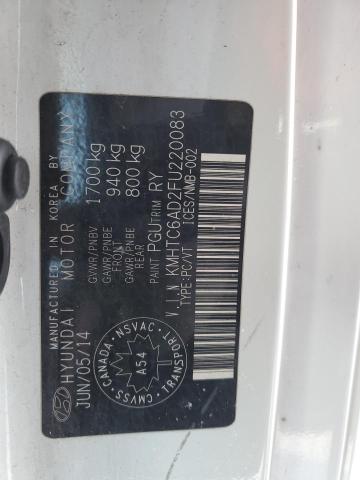 MANUFACTURED IN KOREA BY
HYUNDAI MOTOR COMPANY
JUN/05/14
GVWR/PNBV 1700 kg
GAWR/PNBE FRONT 940 kg
GAWR/PNBE REAR 800 kg
PAINT PGU TRIM RY
V I N KMHTC6AD2FU220083
TYPE:PC/VT ICES/NMB-002
CANADA · NSVAC · TRANSPORT · CMVSS
A54